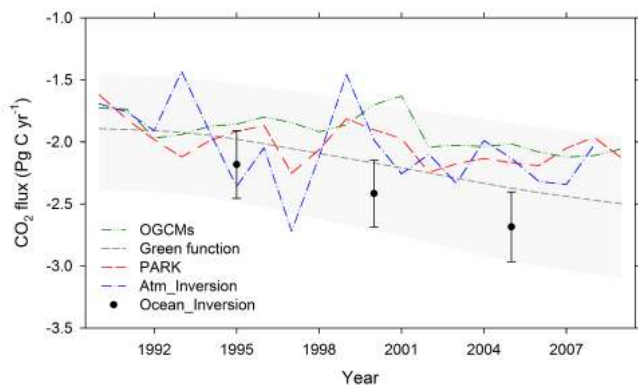 -1.0
-1.5
-2.0
-2.5
-3.0
-3.5
CO₂ flux (Pg C yr⁻¹)
OGCMs
Green function
PARK
Atm_Inversion
Ocean_Inversion
1992 1995 1998 2001 2004 2007
Year